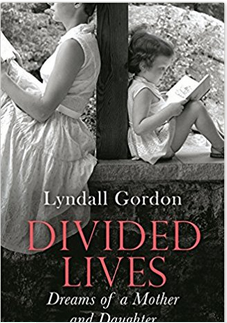 Lyndall Gordon
DIVIDED
LIVES
Dreams of a Mother
and Daughter